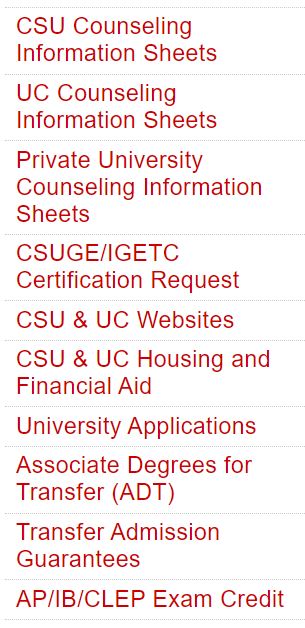 CSU Counseling
Information Sheets
UC Counseling
Information Sheets
Private University
Counseling Information
Sheets
CSUGE/IGETC
Certification Request
CSU & UC Websites
CSU & UC Housing and
Financial Aid
University Applications
Associate Degrees for
Transfer (ADT)
Transfer Admission
Guarantees
AP/IB/CLEP Exam Credit